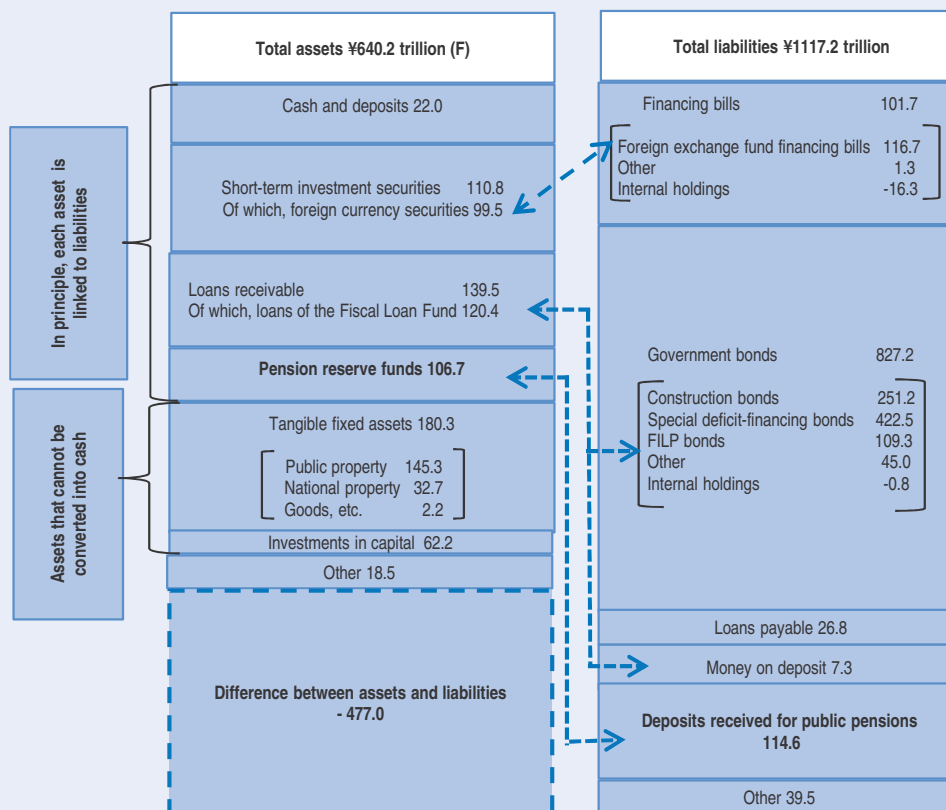 Total assets ¥640.2 trillion (F)
Cash and deposits 22.0
Short-term investment securities 110.8
Of which, foreign currency securities 99.5
Loans receivable 139.5
Of which, loans of the Fiscal Loan Fund 120.4
Pension reserve funds 106.7
Tangible fixed assets 180.3
Public property 145.3
National property 32.7
Goods, etc. 2.2
Investments in capital 62.2
Other 18.5
Difference between assets and liabilities
- 477.0
In principle, each asset is
linked to liabilities
Assets that cannot be
converted into cash
Total liabilities ¥1117.2 trillion
Financing bills 101.7
Foreign exchange fund financing bills 116.7
Other 1.3
Internal holdings -16.3
Government bonds 827.2
Construction bonds 251.2
Special deficit-financing bonds 422.5
FILP bonds 109.3
Other 45.0
Internal holdings -0.8
Loans payable 26.8
Money on deposit 7.3
Deposits received for public pensions
114.6
Other 39.5